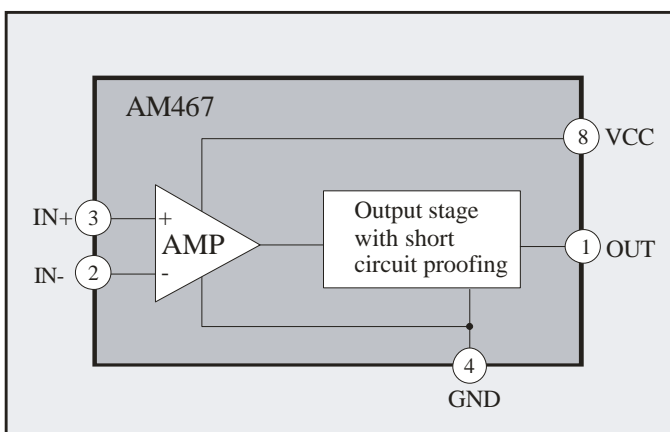 AM467
8 VCC
IN+ 3 +
Output stage
with short
circuit proofing
AMP
1 OUT
IN- 2 -
4
GND